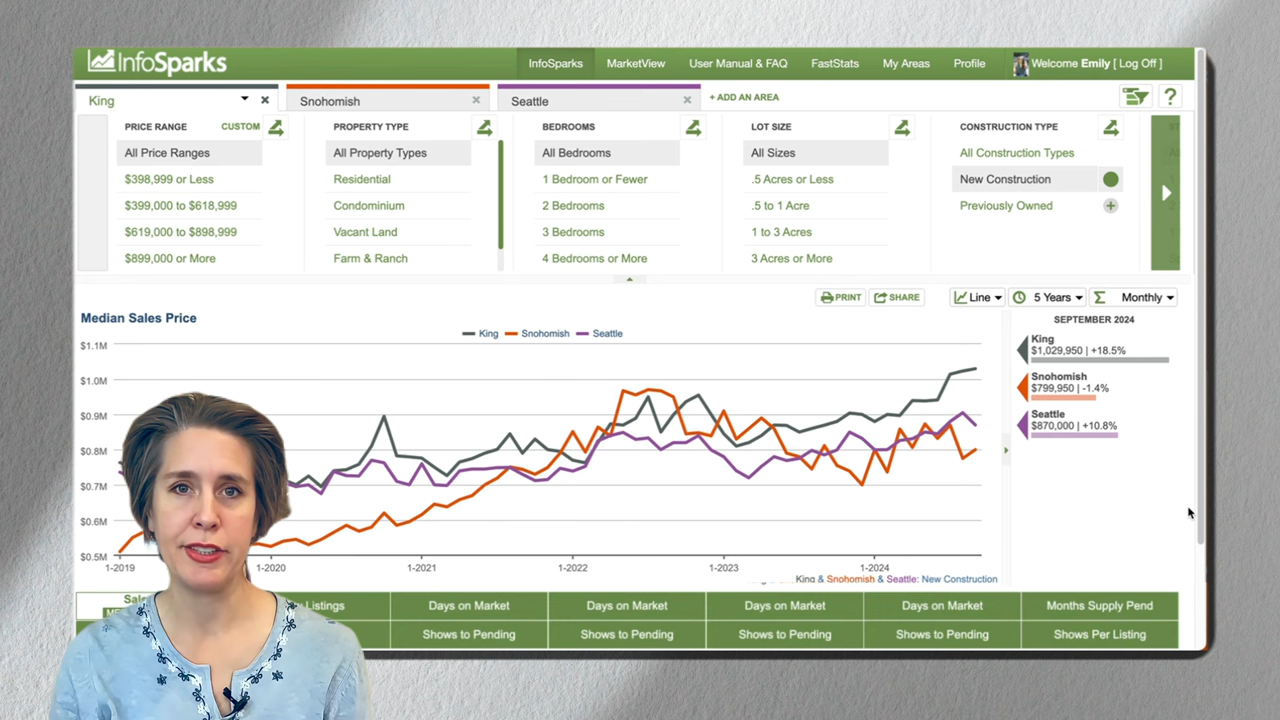 InfoSparks
InfoSparks MarketView User Manual & FAQ FastStats My Areas Profile Welcome Emily [ Log Off ]
King Snohomish Seattle + ADD AN AREA ?
PRICE RANGE CUSTOM PROPERTY TYPE BEDROOMS LOT SIZE CONSTRUCTION TYPE
All Price Ranges All Property Types All Bedrooms All Sizes All Construction Types
$398,999 or Less Residential 1 Bedroom or Fewer .5 Acres or Less New Construction
$399,000 to $618,999 Condominium 2 Bedrooms .5 to 1 Acre Previously Owned
$619,000 to $898,999 Vacant Land 3 Bedrooms 1 to 3 Acres
$899,000 or More Farm & Ranch 4 Bedrooms or More 3 Acres or More
PRINT SHARE Line 5 Years Monthly
Median Sales Price
King Snohomish Seattle
$1.1M
$1.0M
$0.9M
$0.8M
$0.7M
$0.6M
$0.5M
1-2019 1-2020 1-2021 1-2022 1-2023 1-2024
King & Snohomish & Seattle: New Construction
SEPTEMBER 2024
King
$1,029,950 | +18.5%
Snohomish
$799,950 | -1.4%
Seattle
$870,000 | +10.8%
Listings Days on Market Days on Market Days on Market Days on Market Months Supply Pend
Shows to Pending Shows to Pending Shows to Pending Shows to Pending Shows Per Listing